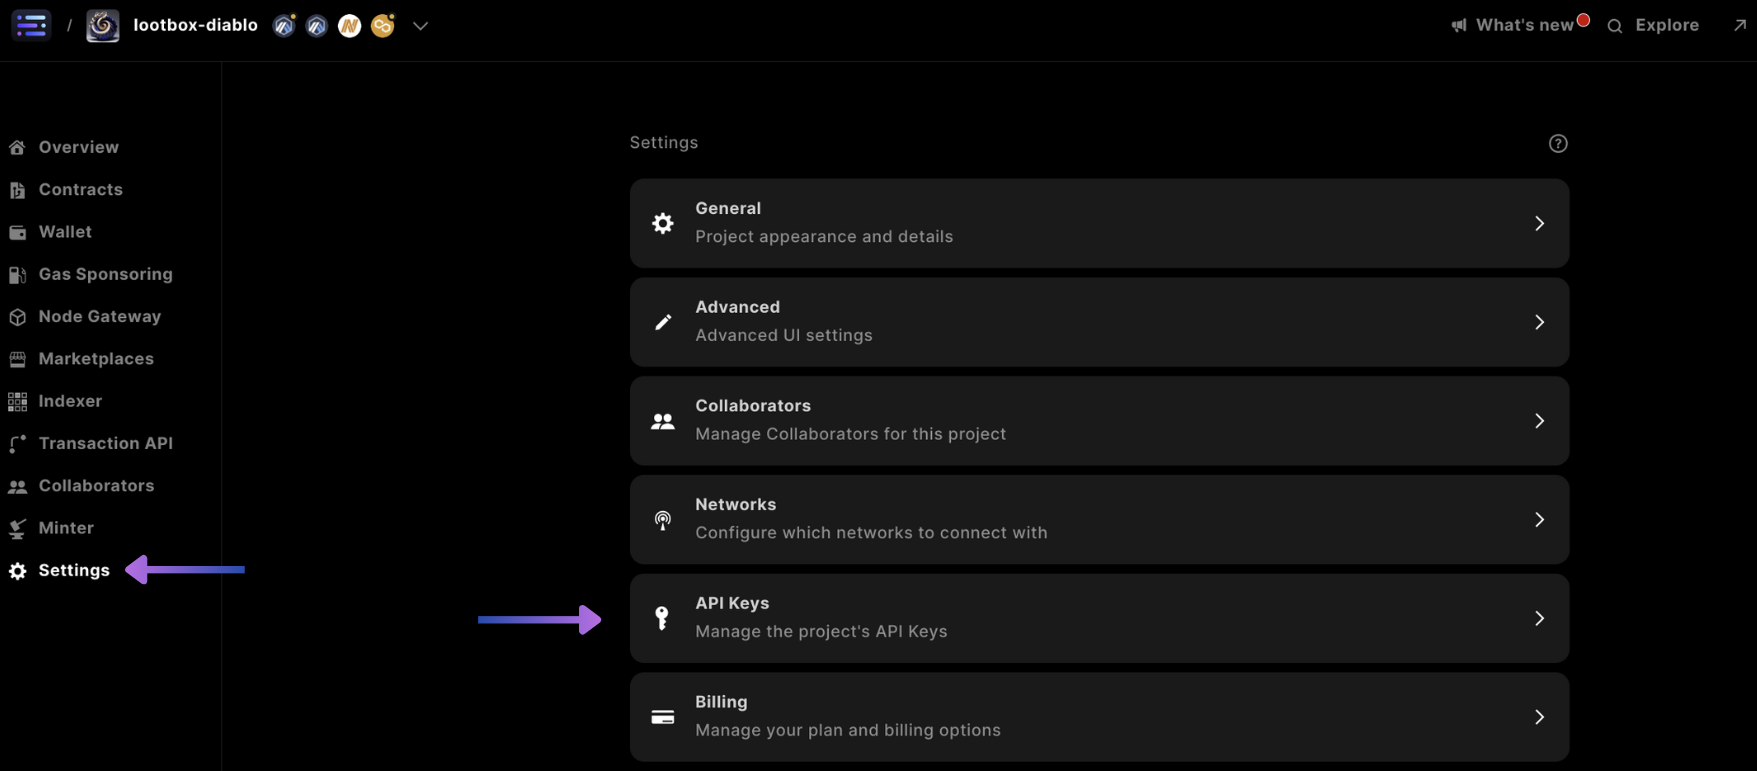 / lootbox-diablo
What's new
Explore
Overview
Contracts
Wallet
Gas Sponsoring
Node Gateway
Marketplaces
Indexer
Transaction API
Collaborators
Minter
Settings
Settings
?
General
Project appearance and details
Advanced
Advanced UI settings
Collaborators
Manage Collaborators for this project
Networks
Configure which networks to connect with
API Keys
Manage the project's API Keys
Billing
Manage your plan and billing options